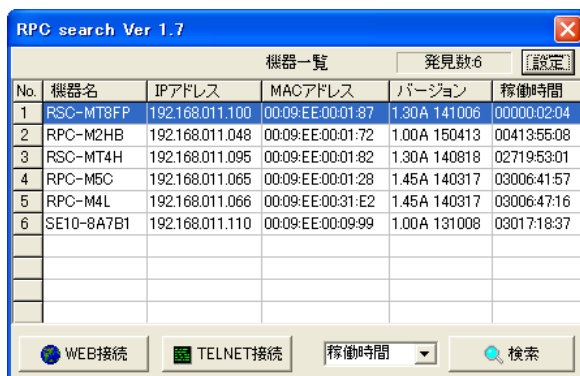 RPC search Ver 1.7
機器一覧 発見数:6 設定
No. 機器名 IPアドレス MACアドレス バージョン 稼働時間
1 RSC-MT8FP 192.168.011.100 00:09:EE:00:01:87 1.30A 141006 00000:02:04
2 RPC-M2HB 192.168.011.048 00:09:EE:00:01:72 1.00A 150413 00413:55:08
3 RSC-MT4H 192.168.011.095 00:09:EE:00:01:82 1.30A 140818 02719:53:01
4 RPC-M5C 192.168.011.065 00:09:EE:00:01:28 1.45A 140317 03006:41:57
5 RPC-M4L 192.168.011.066 00:09:EE:00:31:E2 1.45A 140317 03006:47:16
6 SE10-8A7B1 192.168.011.110 00:09:EE:00:09:99 1.00A 131008 03017:18:37
WEB接続 TELNET接続 稼働時間 検索